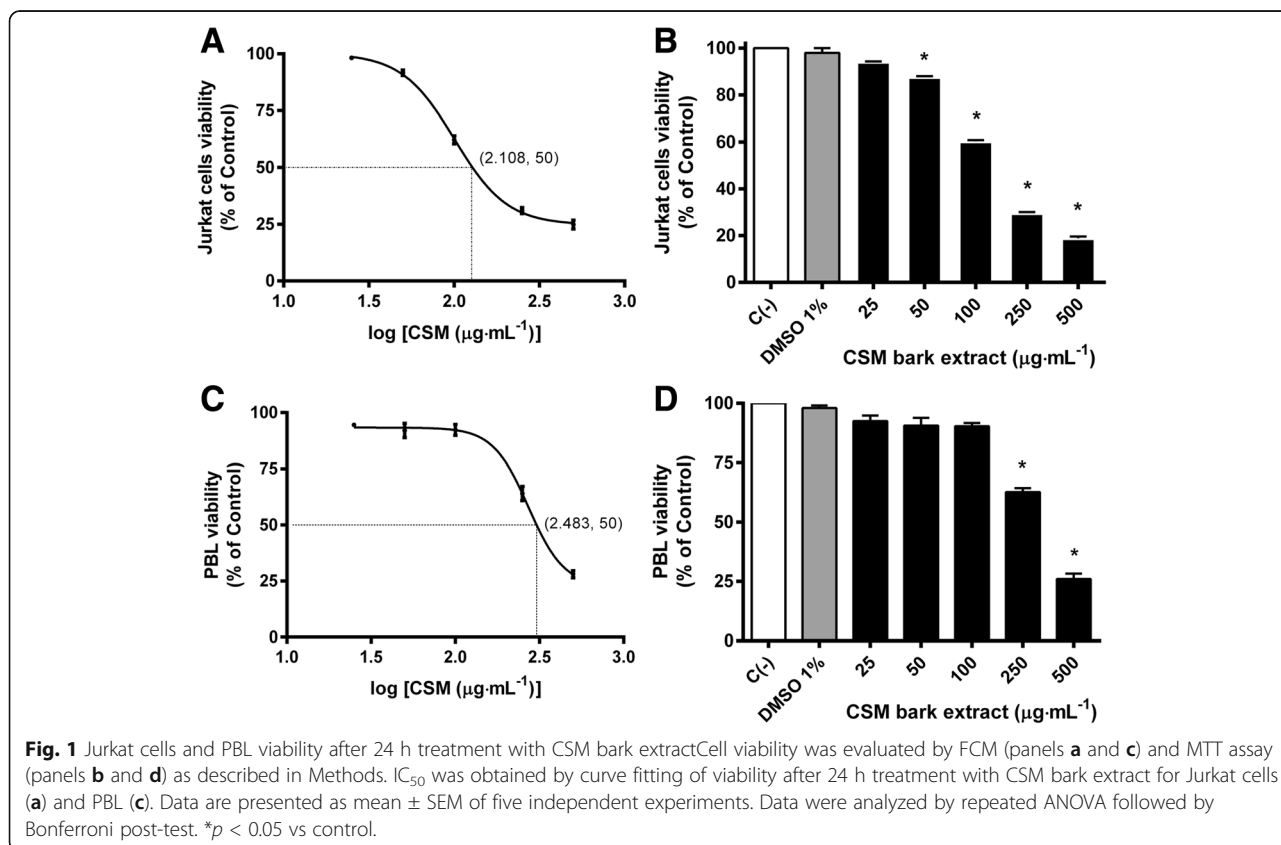 A
100
75
50
25
0
Jurkat cells viability
(% of Control)
(2.108, 50)
1.0 1.5 2.0 2.5 3.0
log [CSM (µg·mL⁻¹)]
B
100
80
60
40
20
0
Jurkat cells viability
(% of Control)
* * * *
C(-) DMSO 1% 25 50 100 250 500
CSM bark extract (µg·mL⁻¹)
C
100
75
50
25
0
PBL viability
(% of Control)
(2.483, 50)
1.0 1.5 2.0 2.5 3.0
log [CSM (µg·mL⁻¹)]
D
100
75
50
25
0
PBL viability
(% of Control)
* *
C(-) DMSO 1% 25 50 100 250 500
CSM bark extract (µg·mL⁻¹)
Fig. 1 Jurkat cells and PBL viability after 24 h treatment with CSM bark extractCell viability was evaluated by FCM (panels a and c) and MTT assay
(panels b and d) as described in Methods. IC₅₀ was obtained by curve fitting of viability after 24 h treatment with CSM bark extract for Jurkat cells
(a) and PBL (c). Data are presented as mean ± SEM of five independent experiments. Data were analyzed by repeated ANOVA followed by
Bonferroni post-test. *p < 0.05 vs control.